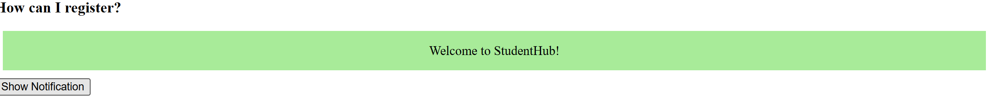 How can I register?
Welcome to StudentHub!
Show Notification